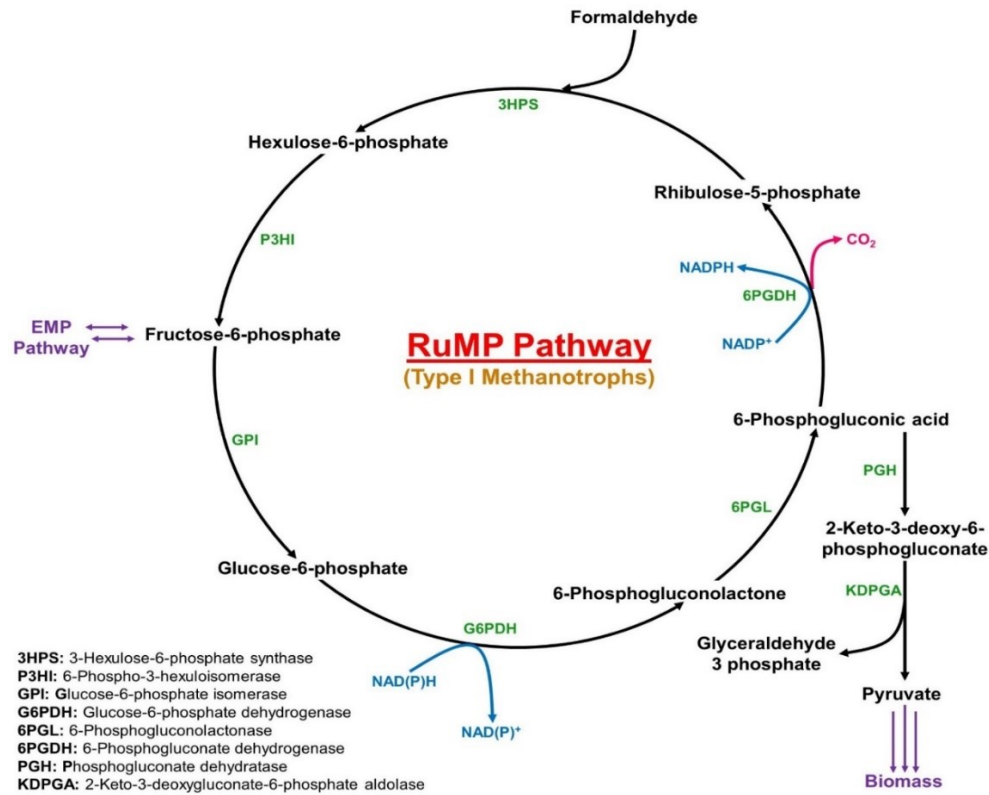 Formaldehyde
3HPS
Hexulose-6-phosphate
Rhibulose-5-phosphate
P3HI
CO₂
NADPH
6PGDH
NADP⁺
EMP
Pathway
Fructose-6-phosphate
RuMP Pathway
(Type I Methanotrophs)
6-Phosphogluconic acid
GPI
PGH
6PGL
2-Keto-3-deoxy-6-
phosphogluconate
Glucose-6-phosphate
6-Phosphogluconolactone
KDPGA
G6PDH
Glyceraldehyde
3 phosphate
NAD(P)H
NAD(P)⁺
Pyruvate
Biomass
3HPS: 3-Hexulose-6-phosphate synthase
P3HI: 6-Phospho-3-hexuloisomerase
GPI: Glucose-6-phosphate isomerase
G6PDH: Glucose-6-phosphate dehydrogenase
6PGL: 6-Phosphogluconolactonase
6PGDH: 6-Phosphogluconate dehydrogenase
PGH: Phosphogluconate dehydratase
KDPGA: 2-Keto-3-deoxygluconate-6-phosphate aldolase